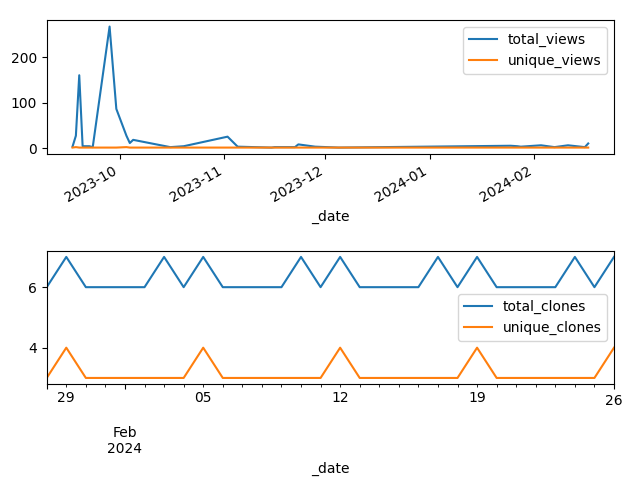 200
100
0
total_views
unique_views
2023-10
2023-11
2023-12
2024-01
2024-02
_date
6
4
total_clones
unique_clones
29
05
12
19
26
Feb
2024
_date